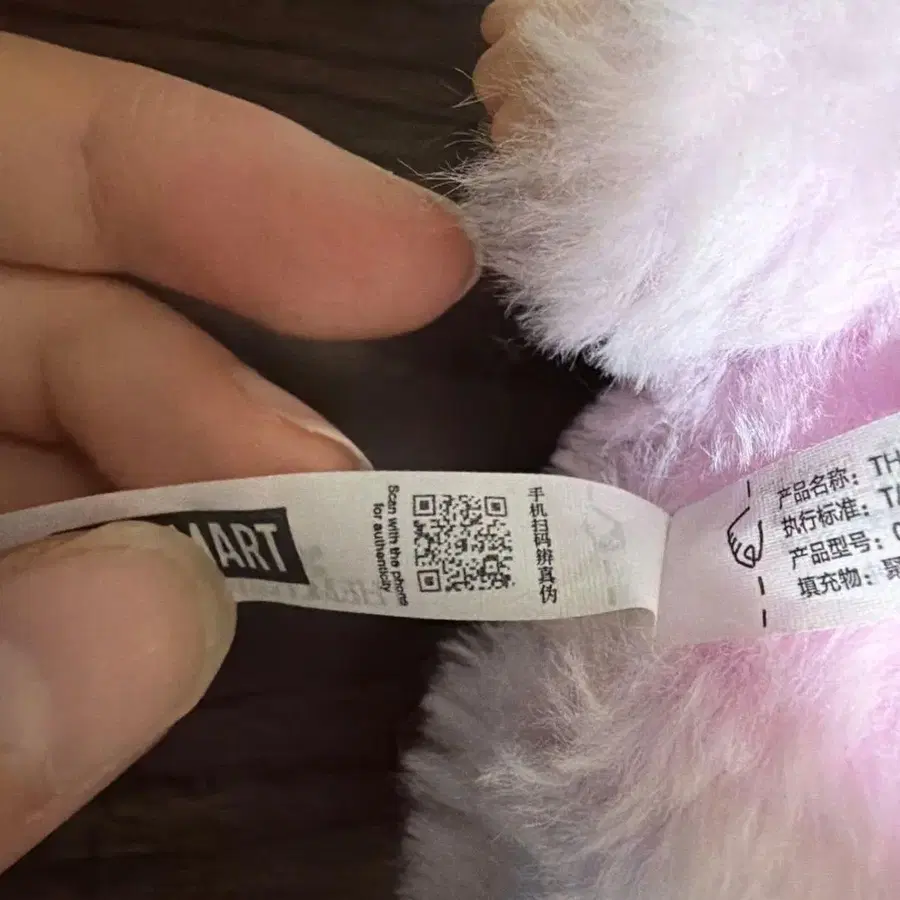 MART
Scan with the phone
for authenticity
手机扫码辨真伪
产品名称: TH
执行标准: T/
产品型号:
填充物: 聚